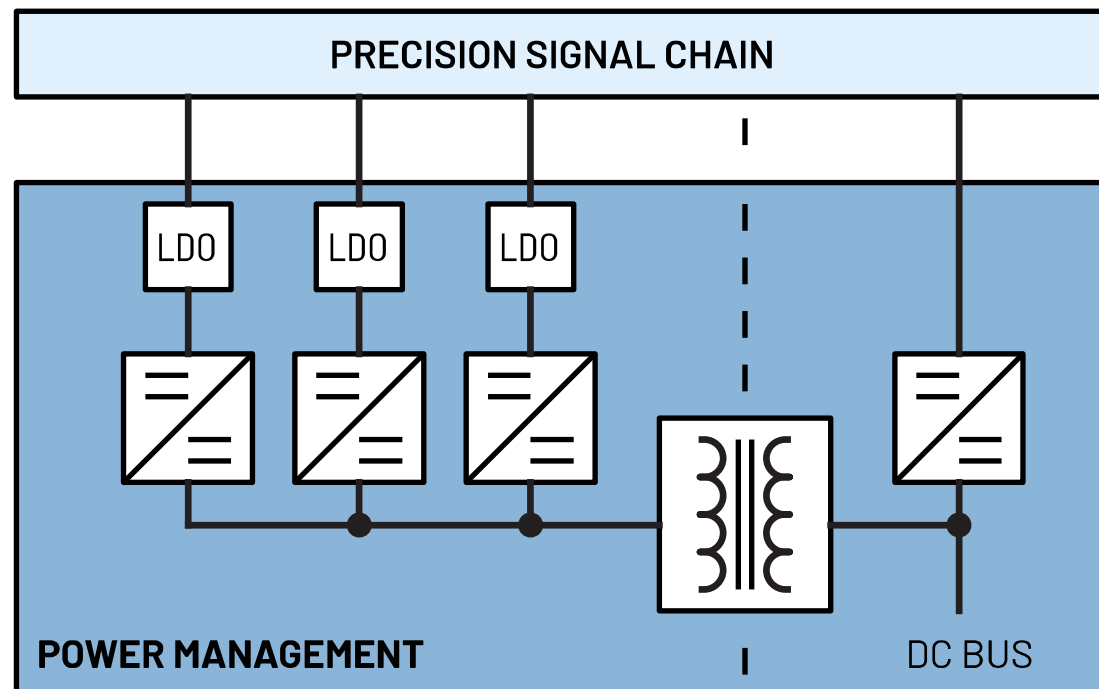 PRECISION SIGNAL CHAIN
LDO
LDO
LDO
POWER MANAGEMENT
DC BUS